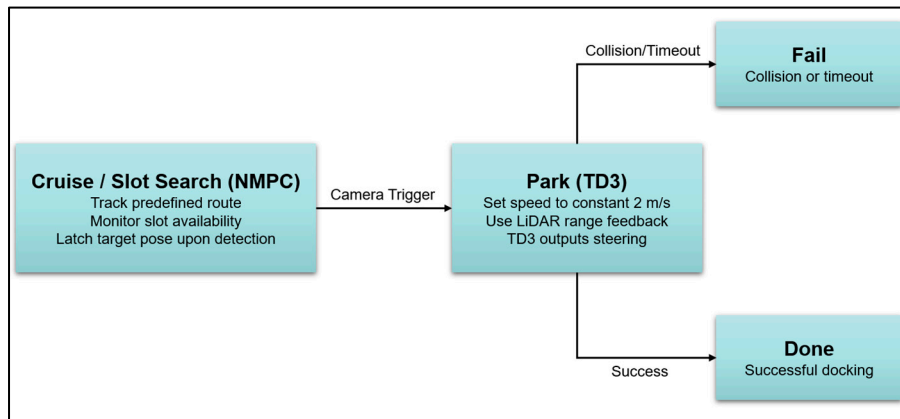 Cruise / Slot Search (NMPC)
Track predefined route
Monitor slot availability
Latch target pose upon detection
Camera Trigger
Park (TD3)
Set speed to constant 2 m/s
Use LiDAR range feedback
TD3 outputs steering
Collision/Timeout
Fail
Collision or timeout
Success
Done
Successful docking